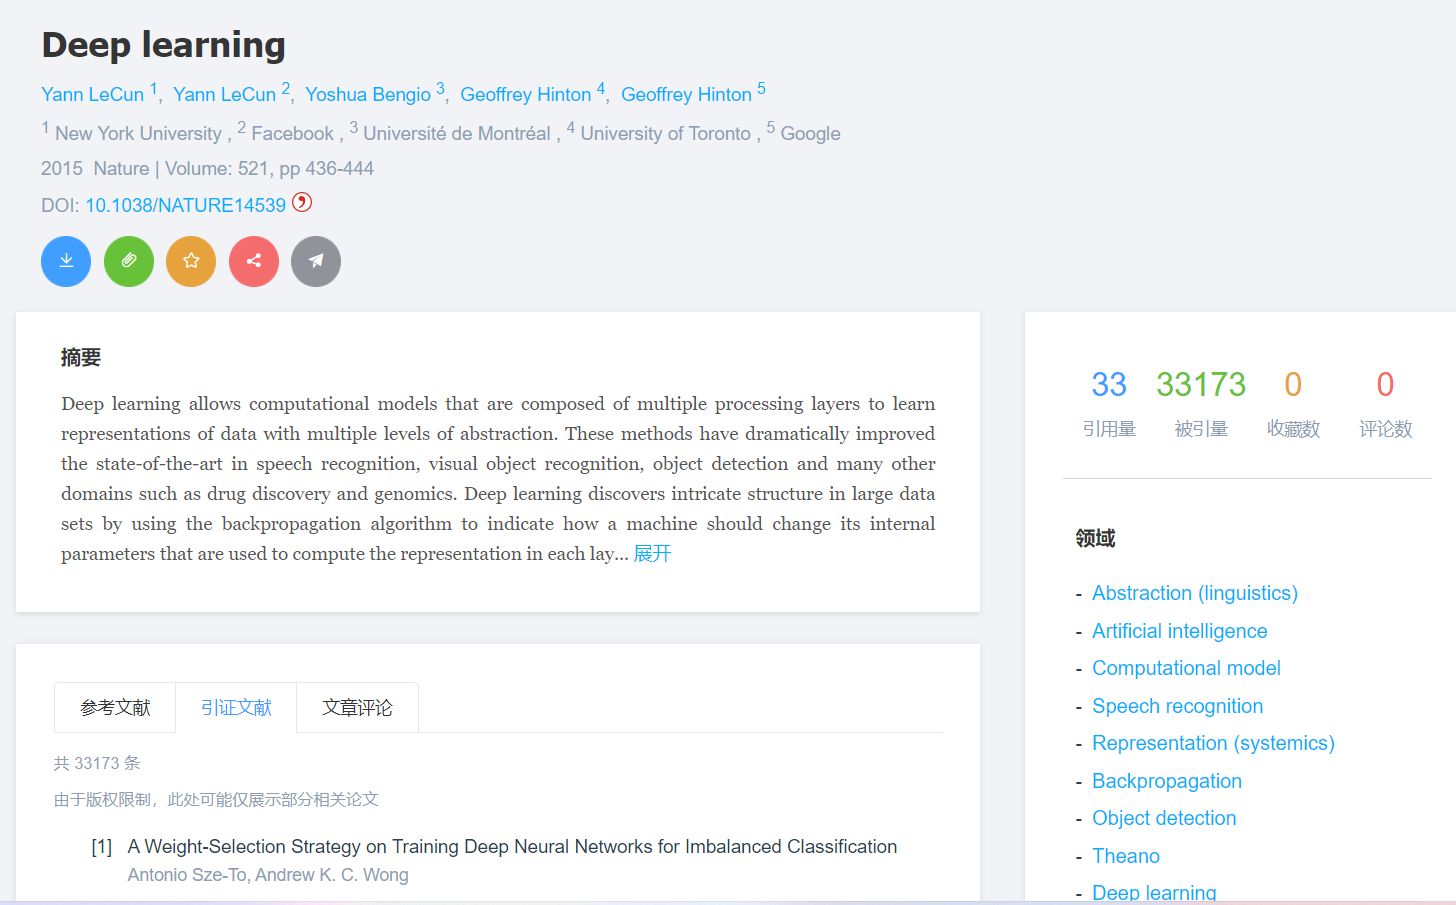 Deep learning
Yann LeCun 1, Yann LeCun 2, Yoshua Bengio 3, Geoffrey Hinton 4, Geoffrey Hinton 5
1 New York University , 2 Facebook , 3 Université de Montréal , 4 University of Toronto , 5 Google
2015 Nature | Volume: 521, pp 436-444
DOI: 10.1038/NATURE14539
摘要
Deep learning allows computational models that are composed of multiple processing layers to learn
representations of data with multiple levels of abstraction. These methods have dramatically improved
the state-of-the-art in speech recognition, visual object recognition, object detection and many other
domains such as drug discovery and genomics. Deep learning discovers intricate structure in large data
sets by using the backpropagation algorithm to indicate how a machine should change its internal
parameters that are used to compute the representation in each lay... 展开
参考文献 引证文献 文章评论
共 33173 条
由于版权限制，此处可能仅展示部分相关论文
[1] A Weight-Selection Strategy on Training Deep Neural Networks for Imbalanced Classification
Antonio Sze-To, Andrew K. C. Wong
33 33173 0 0
引用量 被引量 收藏数 评论数
领域
- Abstraction (linguistics)
- Artificial intelligence
- Computational model
- Speech recognition
- Representation (systemics)
- Backpropagation
- Object detection
- Theano
- Deep learning